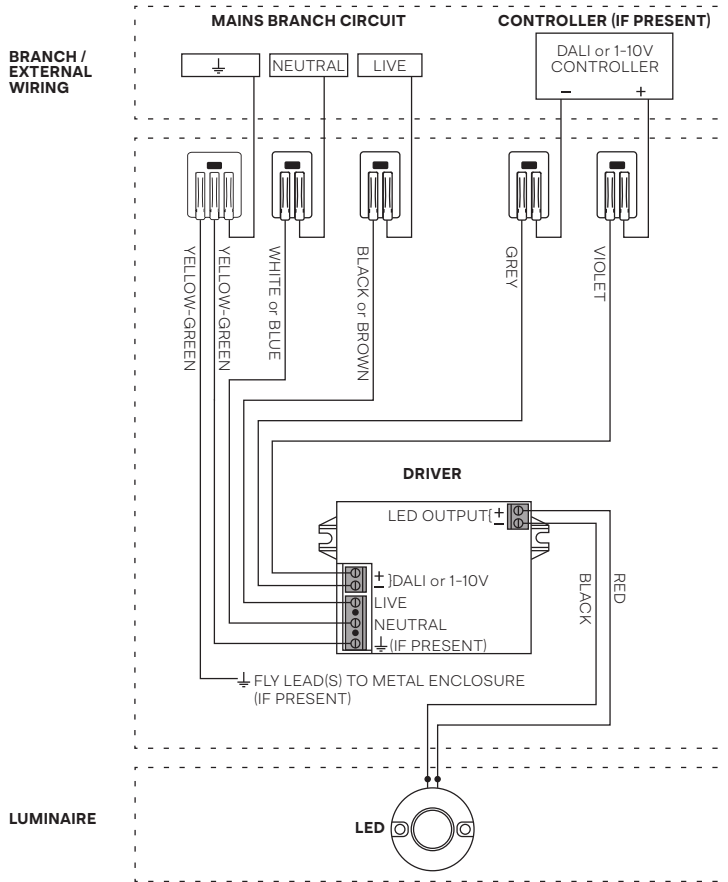 MAINS BRANCH CIRCUIT
CONTROLLER (IF PRESENT)
BRANCH /
EXTERNAL
WIRING
NEUTRAL
LIVE
DALI or 1-10V
CONTROLLER
– +
YELLOW-GREEN
YELLOW-GREEN
WHITE or BLUE
BLACK or BROWN
GREY
VIOLET
DRIVER
LED OUTPUT{ +
–
+ }DALI or 1-10V
–
LIVE
NEUTRAL
(IF PRESENT)
BLACK
RED
FLY LEAD(S) TO METAL ENCLOSURE
(IF PRESENT)
LUMINAIRE
LED